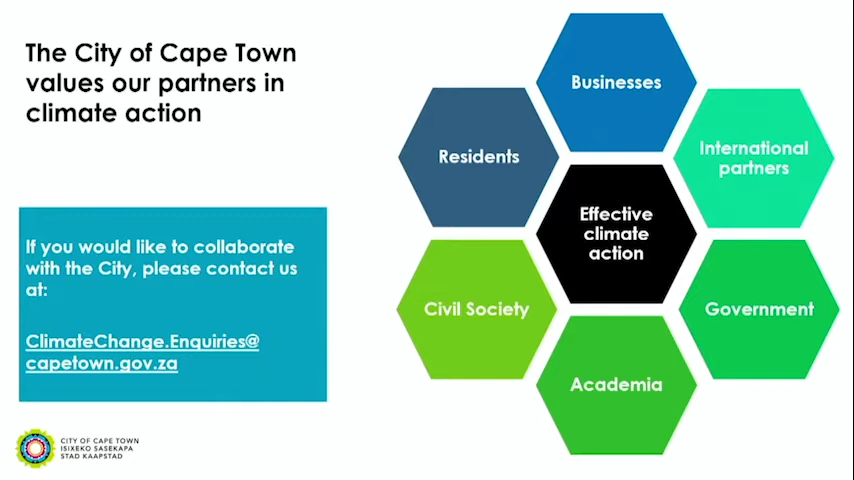 The City of Cape Town
values our partners in
climate action
If you would like to collaborate
with the City, please contact us
at:
ClimateChange.Enquiries@
capetown.gov.za
CITY OF CAPE TOWN
ISIXEKO SASEKAPA
STAD KAAPSTAD
Businesses
Residents
International
partners
Effective
climate
action
Civil Society
Government
Academia